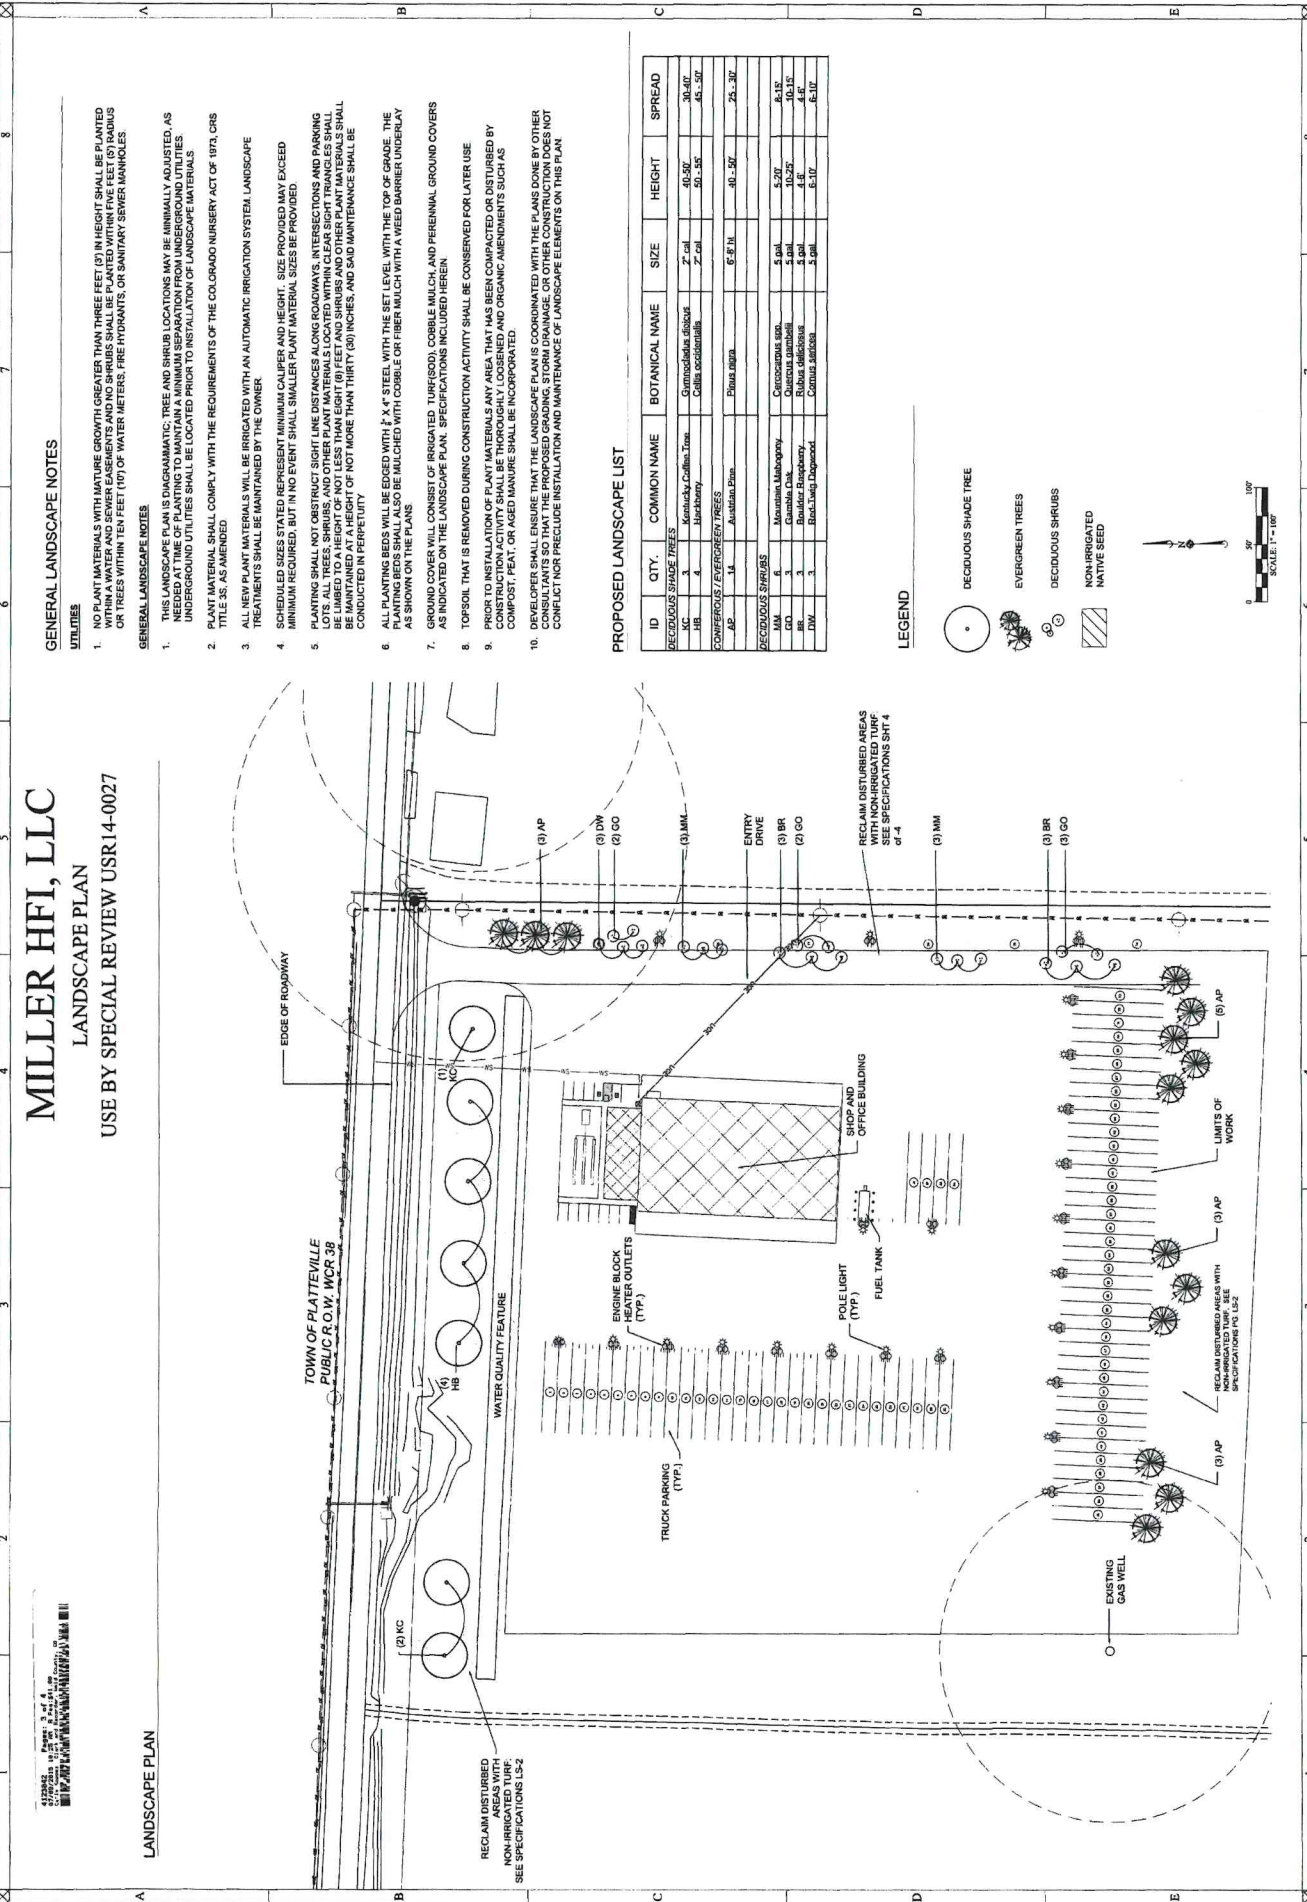 4123842 Pages: 3 of 4
MILLER HFI, LLC
LANDSCAPE PLAN
USE BY SPECIAL REVIEW USR14-0027
LANDSCAPE PLAN
EDGE OF ROADWAY
TOWN OF PLATTEVILLE
PUBLIC R.O.W. WCR 38
(2) KC
(4)
HB
(1)
KC
WATER QUALITY FEATURE
RECLAIM DISTURBED
AREAS WITH
NON-IRRIGATED TURF.
SEE SPECIFICATIONS LS-2
ENGINE BLOCK
HEATER OUTLETS
(TYP.)
TRUCK PARKING
(TYP.)
POLE LIGHT
(TYP.)
FUEL TANK
SHOP AND
OFFICE BUILDING
(3) AP
(3) DW
(2) GO
(3) MM
ENTRY
DRIVE
(3) BR
(2) GO
RECLAIM DISTURBED AREAS
WITH NON-IRRIGATED TURF.
SEE SPECIFICATIONS SHT 4
of 4
(3) MM
(3) BR
(3) GO
EXISTING
GAS WELL
(3) AP
RECLAIM DISTURBED AREAS WITH
NON-IRRIGATED TURF. SEE
SPECIFICATIONS PG. LS-2
(3) AP
LIMITS OF
WORK
(5) AP
GENERAL LANDSCAPE NOTES
UTILITIES
1. NO PLANT MATERIALS WITH MATURE GROWTH GREATER THAN THREE FEET (3') IN HEIGHT SHALL BE PLANTED
WITHIN A WATER AND SEWER EASEMENTS AND NO SHRUBS SHALL BE PLANTED WITHIN FIVE FEET (5') RADIUS
OR TREES WITHIN TEN FEET (10') OF WATER METERS, FIRE HYDRANTS, OR SANITARY SEWER MANHOLES.
GENERAL LANDSCAPE NOTES
1. THIS LANDSCAPE PLAN IS DIAGRAMMATIC; TREE AND SHRUB LOCATIONS MAY BE MINIMALLY ADJUSTED, AS
NEEDED AT TIME OF PLANTING TO MAINTAIN A MINIMUM SEPARATION FROM UNDERGROUND UTILITIES.
UNDERGROUND UTILITIES SHALL BE LOCATED PRIOR TO INSTALLATION OF LANDSCAPE MATERIALS.
2. PLANT MATERIAL SHALL COMPLY WITH THE REQUIREMENTS OF THE COLORADO NURSERY ACT OF 1973, CRS
TITLE 35, AS AMENDED
3. ALL NEW PLANT MATERIALS WILL BE IRRIGATED WITH AN AUTOMATIC IRRIGATION SYSTEM. LANDSCAPE
TREATMENTS SHALL BE MAINTAINED BY THE OWNER.
4. SCHEDULED SIZES STATED REPRESENT MINIMUM CALIPER AND HEIGHT. SIZE PROVIDED MAY EXCEED
MINIMUM REQUIRED, BUT IN NO EVENT SHALL SMALLER PLANT MATERIAL SIZES BE PROVIDED.
5. PLANTING SHALL NOT OBSTRUCT SIGHT LINE DISTANCES ALONG ROADWAYS, INTERSECTIONS AND PARKING
LOTS. ALL TREES, SHRUBS, AND OTHER PLANT MATERIALS LOCATED WITHIN CLEAR SIGHT TRIANGLES SHALL
BE LIMBED TO A HEIGHT OF NOT LESS THAN EIGHT (8) FEET AND SHRUBS AND OTHER PLANT MATERIALS SHALL
BE MAINTAINED AT A HEIGHT OF NOT MORE THAN THIRTY (30) INCHES, AND SAID MAINTENANCE SHALL BE
CONDUCTED IN PERPETUITY
6. ALL PLANTING BEDS WILL BE EDGED WITH X 4" STEEL WITH THE SET LEVEL WITH THE TOP OF GRADE. THE
PLANTING BEDS SHALL ALSO BE MULCHED WITH COBBLE OR FIBER MULCH WITH A WEED BARRIER UNDERLAY
AS SHOWN ON THE PLANS.
7. GROUND COVER WILL CONSIST OF IRRIGATED TURF(SOD), COBBLE MULCH, AND PERENNIAL GROUND COVERS
AS INDICATED ON THE LANDSCAPE PLAN. SPECIFICATIONS INCLUDED HEREIN.
8. TOPSOIL THAT IS REMOVED DURING CONSTRUCTION ACTIVITY SHALL BE CONSERVED FOR LATER USE.
9. PRIOR TO INSTALLATION OF PLANT MATERIALS ANY AREA THAT HAS BEEN COMPACTED OR DISTURBED BY
CONSTRUCTION ACTIVITY SHALL BE THOROUGHLY LOOSENED AND ORGANIC AMENDMENTS SUCH AS
COMPOST, PEAT, OR AGED MANURE SHALL BE INCORPORATED.
10. DEVELOPER SHALL ENSURE THAT THE LANDSCAPE PLAN IS COORDINATED WITH THE PLANS DONE BY OTHER
CONSULTANTS SO THAT THE PROPOSED GRADING, STORM DRAINAGE, OR OTHER CONSTRUCTION DOES NOT
CONFLICT NOR PRECLUDE INSTALLATION AND MAINTENANCE OF LANDSCAPE ELEMENTS ON THIS PLAN.
PROPOSED LANDSCAPE LIST
ID QTY. COMMON NAME BOTANICAL NAME SIZE HEIGHT SPREAD
DECIDUOUS SHADE TREES
KC 3 Kentucky Coffee Tree Gymnocladus dioicus 2" cal 40-50' 30-40'
HB 4 Hackberry Celtis occidentalis 2" cal 50 - 55' 45 - 50'
CONIFEROUS / EVERGREEN TREES
AP 14 Austrian Pine Pinus nigra 6'-8' ht 40 - 50' 25 - 30'
DECIDUOUS SHRUBS
MM 6 Mountain Mahogony Cercocarpus spp. 5 gal 5-20' 8-15'
GO 3 Gamble Oak Quercus gambelii 5 gal 10-25' 10-15'
BR 3 Boulder Raspberry Rubus deliciosus 5 gal 4-6' 4-6'
DW 3 Red-Twig Dogwood Cornus sericea 5 gal 6-10' 6-10'
LEGEND
DECIDUOUS SHADE TREE
EVERGREEN TREES
DECIDUOUS SHRUBS
NON-IRRIGATED
NATIVE SEED
N
0 50' 100'
SCALE: 1" = 100'